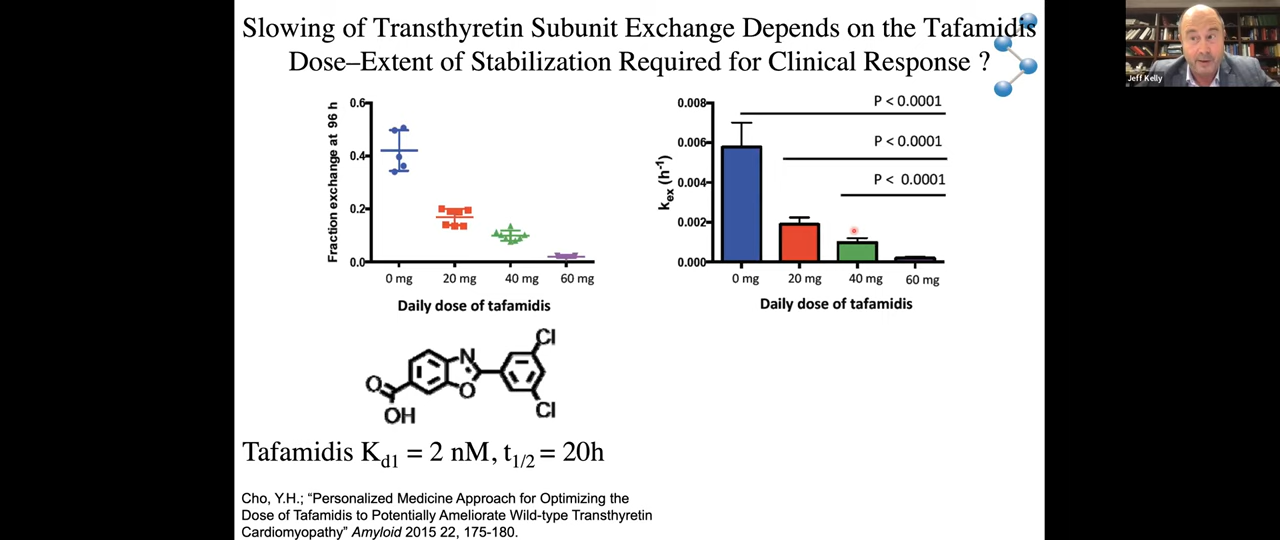 Slowing of Transthyretin Subunit Exchange Depends on the Tafamidis
Dose–Extent of Stabilization Required for Clinical Response ?
Jeff Kelly
Fraction exchange at 96 h
0.6
0.4
0.2
0.0
0 mg
20 mg
40 mg
60 mg
Daily dose of tafamidis
kex (h-1)
0.008
0.006
0.004
0.002
0.000
P < 0.0001
P < 0.0001
P < 0.0001
0 mg
20 mg
40 mg
60 mg
Daily dose of tafamidis
Cl
N
O
O
OH
Cl
Tafamidis Kd1 = 2 nM, t1/2 = 20h
Cho, Y.H.; “Personalized Medicine Approach for Optimizing the
Dose of Tafamidis to Potentially Ameliorate Wild-type Transthyretin
Cardiomyopathy” Amyloid 2015 22, 175-180.